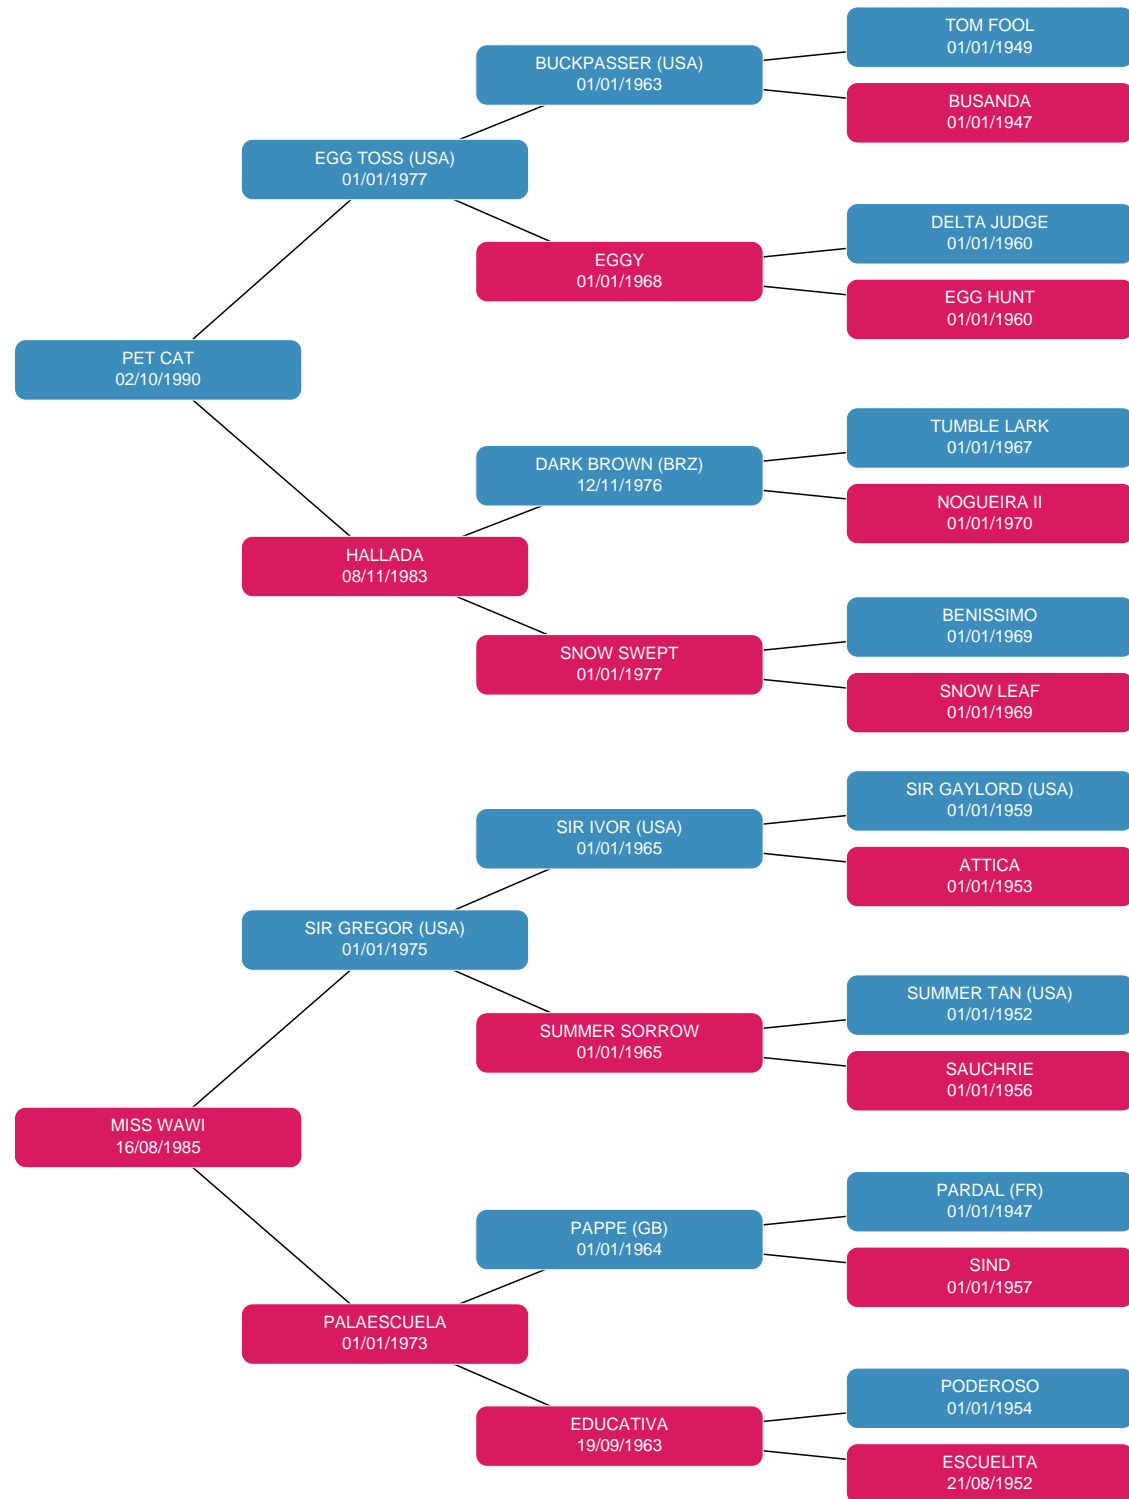 TOM FOOL
01/01/1949
BUCKPASSER (USA)
01/01/1963
BUSANDA
01/01/1947
EGG TOSS (USA)
01/01/1977
DELTA JUDGE
01/01/1960
EGGY
01/01/1968
EGG HUNT
01/01/1960
PET CAT
02/10/1990
TUMBLE LARK
01/01/1967
DARK BROWN (BRZ)
12/11/1976
NOGUEIRA II
01/01/1970
HALLADA
08/11/1983
BENISSIMO
01/01/1969
SNOW SWEPT
01/01/1977
SNOW LEAF
01/01/1969
SIR GAYLORD (USA)
01/01/1959
SIR IVOR (USA)
01/01/1965
ATTICA
01/01/1953
SIR GREGOR (USA)
01/01/1975
SUMMER TAN (USA)
01/01/1952
SUMMER SORROW
01/01/1965
SAUCHRIE
01/01/1956
MISS WAWI
16/08/1985
PARDAL (FR)
01/01/1947
PAPPE (GB)
01/01/1964
SIND
01/01/1957
PALAESCUELA
01/01/1973
PODEROSO
01/01/1954
EDUCATIVA
19/09/1963
ESCUELITA
21/08/1952